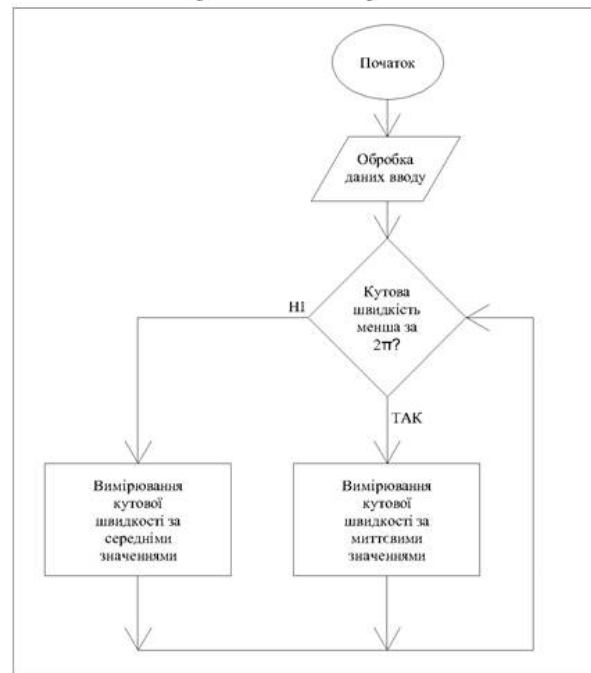 Початок
Обробка
даних вводу
Кутова
швидкість
менша за
2π?
НІ
ТАК
Вимірювання
кутової
швидкості за
середніми
значеннями
Вимірювання
кутової
швидкості за
миттєвими
значеннями